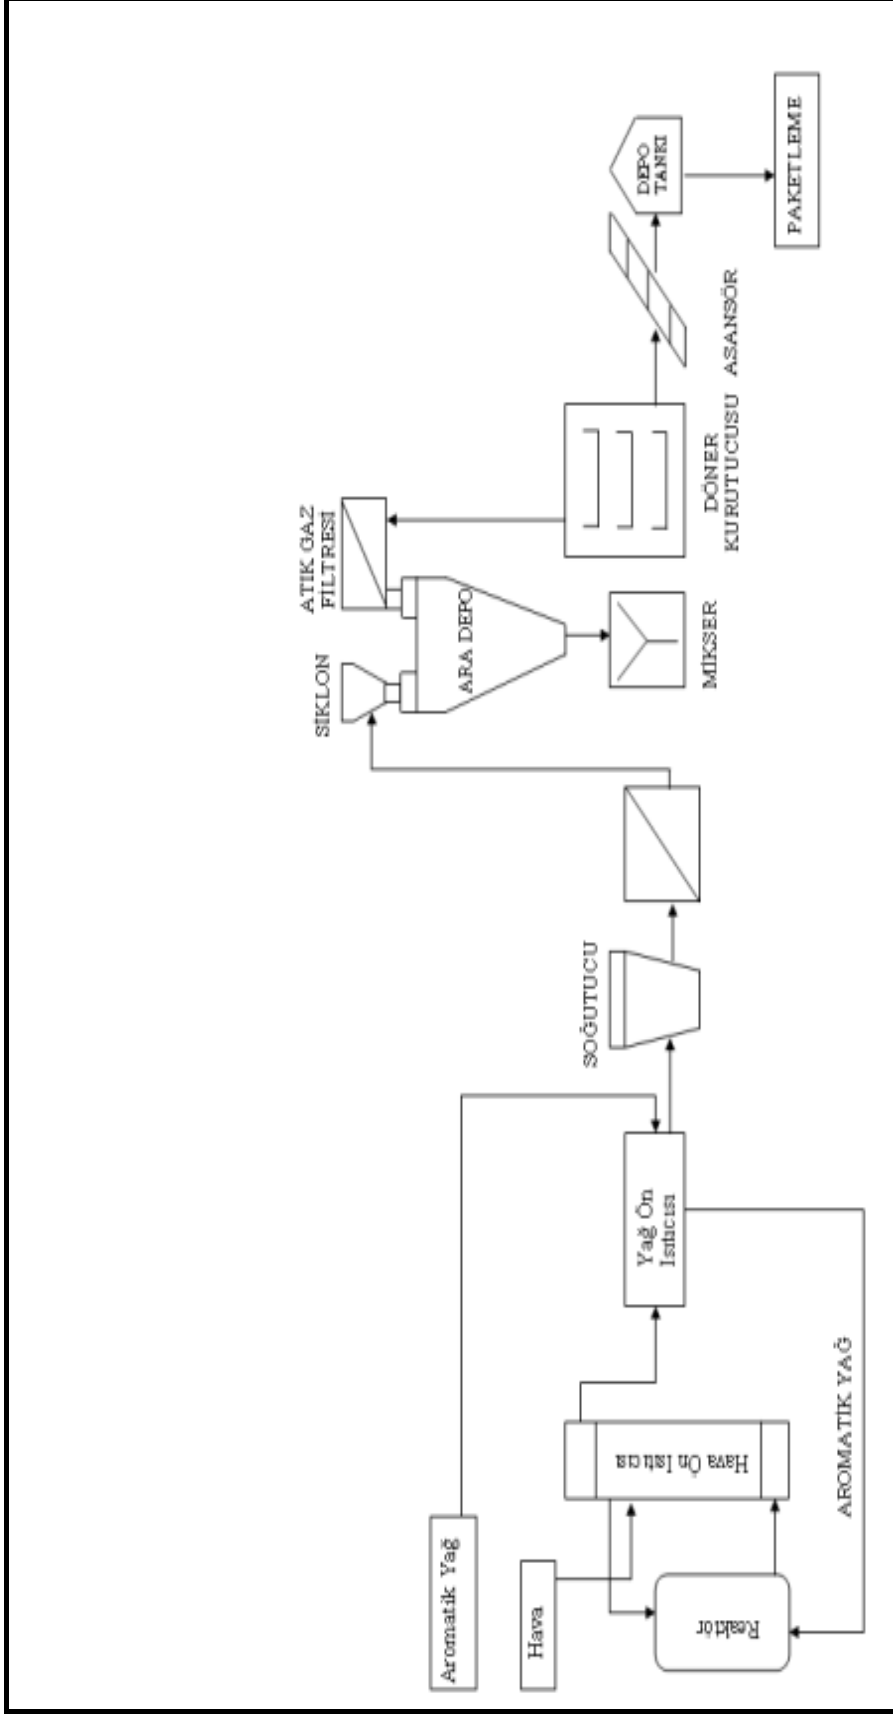 Aromatik Yağ
Hava
Reaktör
Hava Ön Isıtıcısı
AROMATİK YAĞ
Yağ Ön
Isıtıcısı
SOĞUTUCU
SİKLON
ATIK GAZ
FİLTRESİ
ARA DEPO
MİKSER
DÖNER
KURUTUCUSU
ASANSÖR
DEPO
TANKI
PAKETLEME